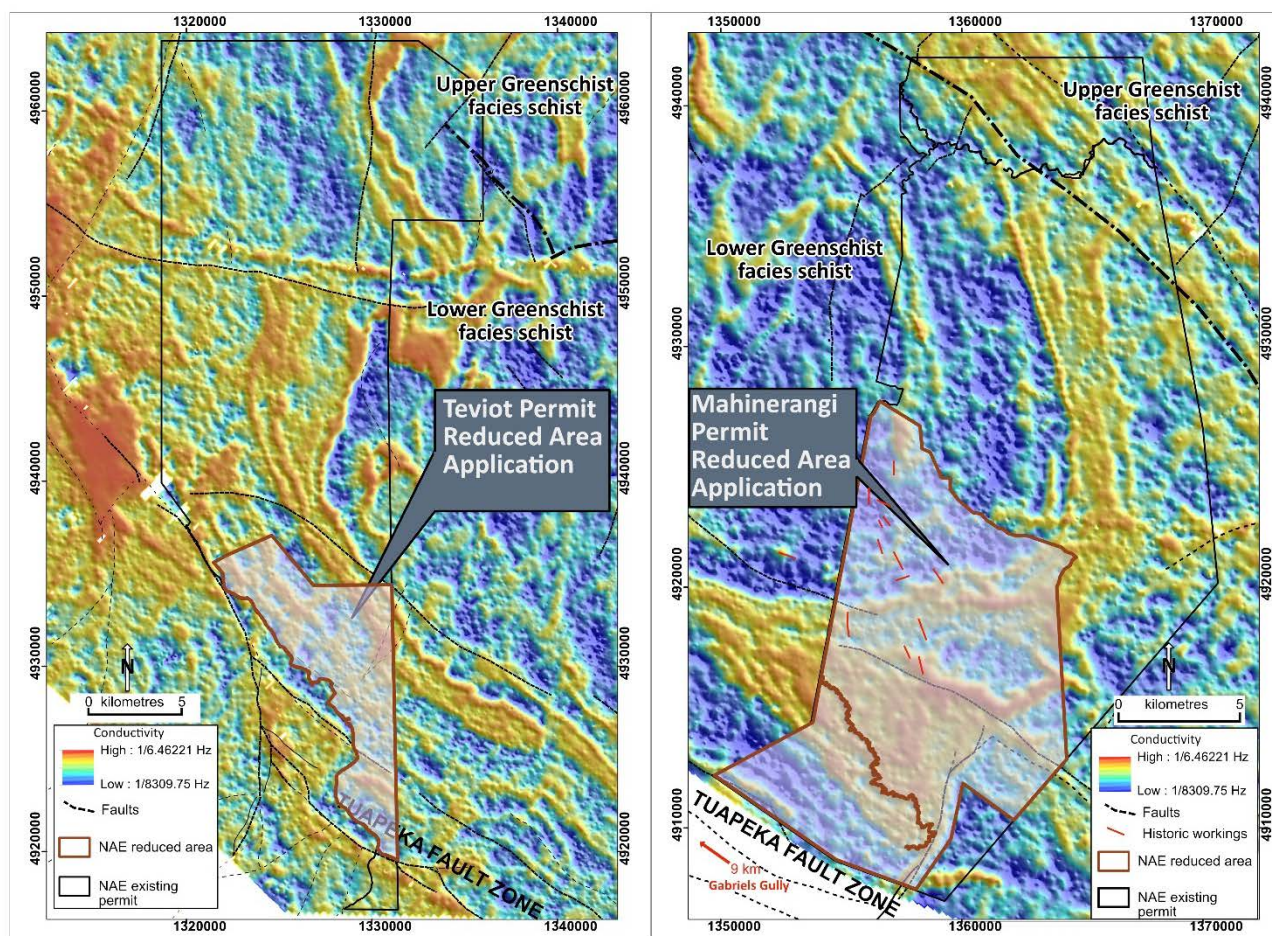 1320000
1330000
1340000
4960000
4950000
4940000
4930000
4920000
4960000
4950000
4940000
4930000
4920000
Upper Greenschist
facies schist
Lower Greenschist
facies schist
Teviot Permit
Reduced Area
Application
N
0 kilometres 5
Conductivity
High : 1/6.46221 Hz
Low : 1/8309.75 Hz
Faults
NAE reduced area
NAE existing
permit
TUAPEKA FAULT ZONE
1320000
1330000
1340000
1350000
1360000
1370000
4940000
4930000
4920000
4910000
4940000
4930000
4920000
4910000
Upper Greenschist
facies schist
Lower Greenschist
facies schist
Mahinerangi
Permit
Reduced Area
Application
N
0 kilometres 5
Conductivity
High : 1/6.46221 Hz
Low : 1/8309.75 Hz
Faults
Historic workings
NAE reduced area
NAE existing
permit
TUAPEKA FAULT ZONE
9 km
Gabriels Gully
1350000
1360000
1370000